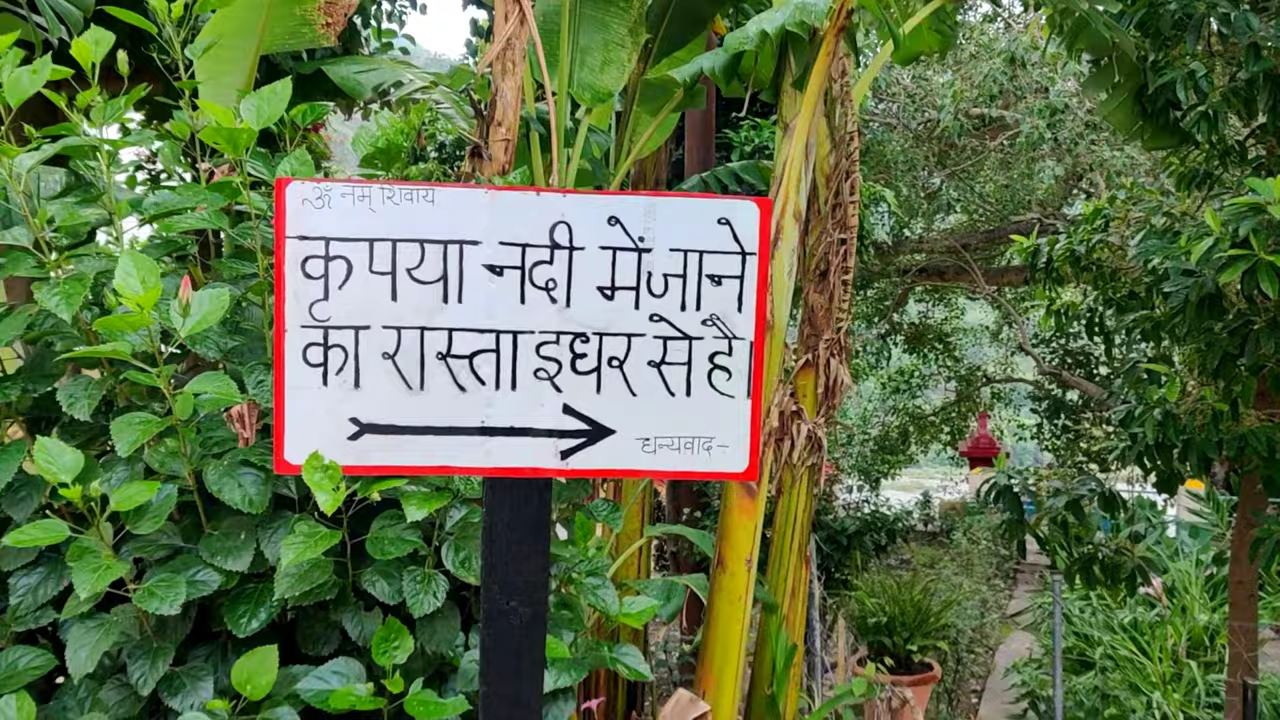 ॐ नम् शिवाय
कृपया नदी में जाने
का रास्ता इधर से है।
धन्यवाद -